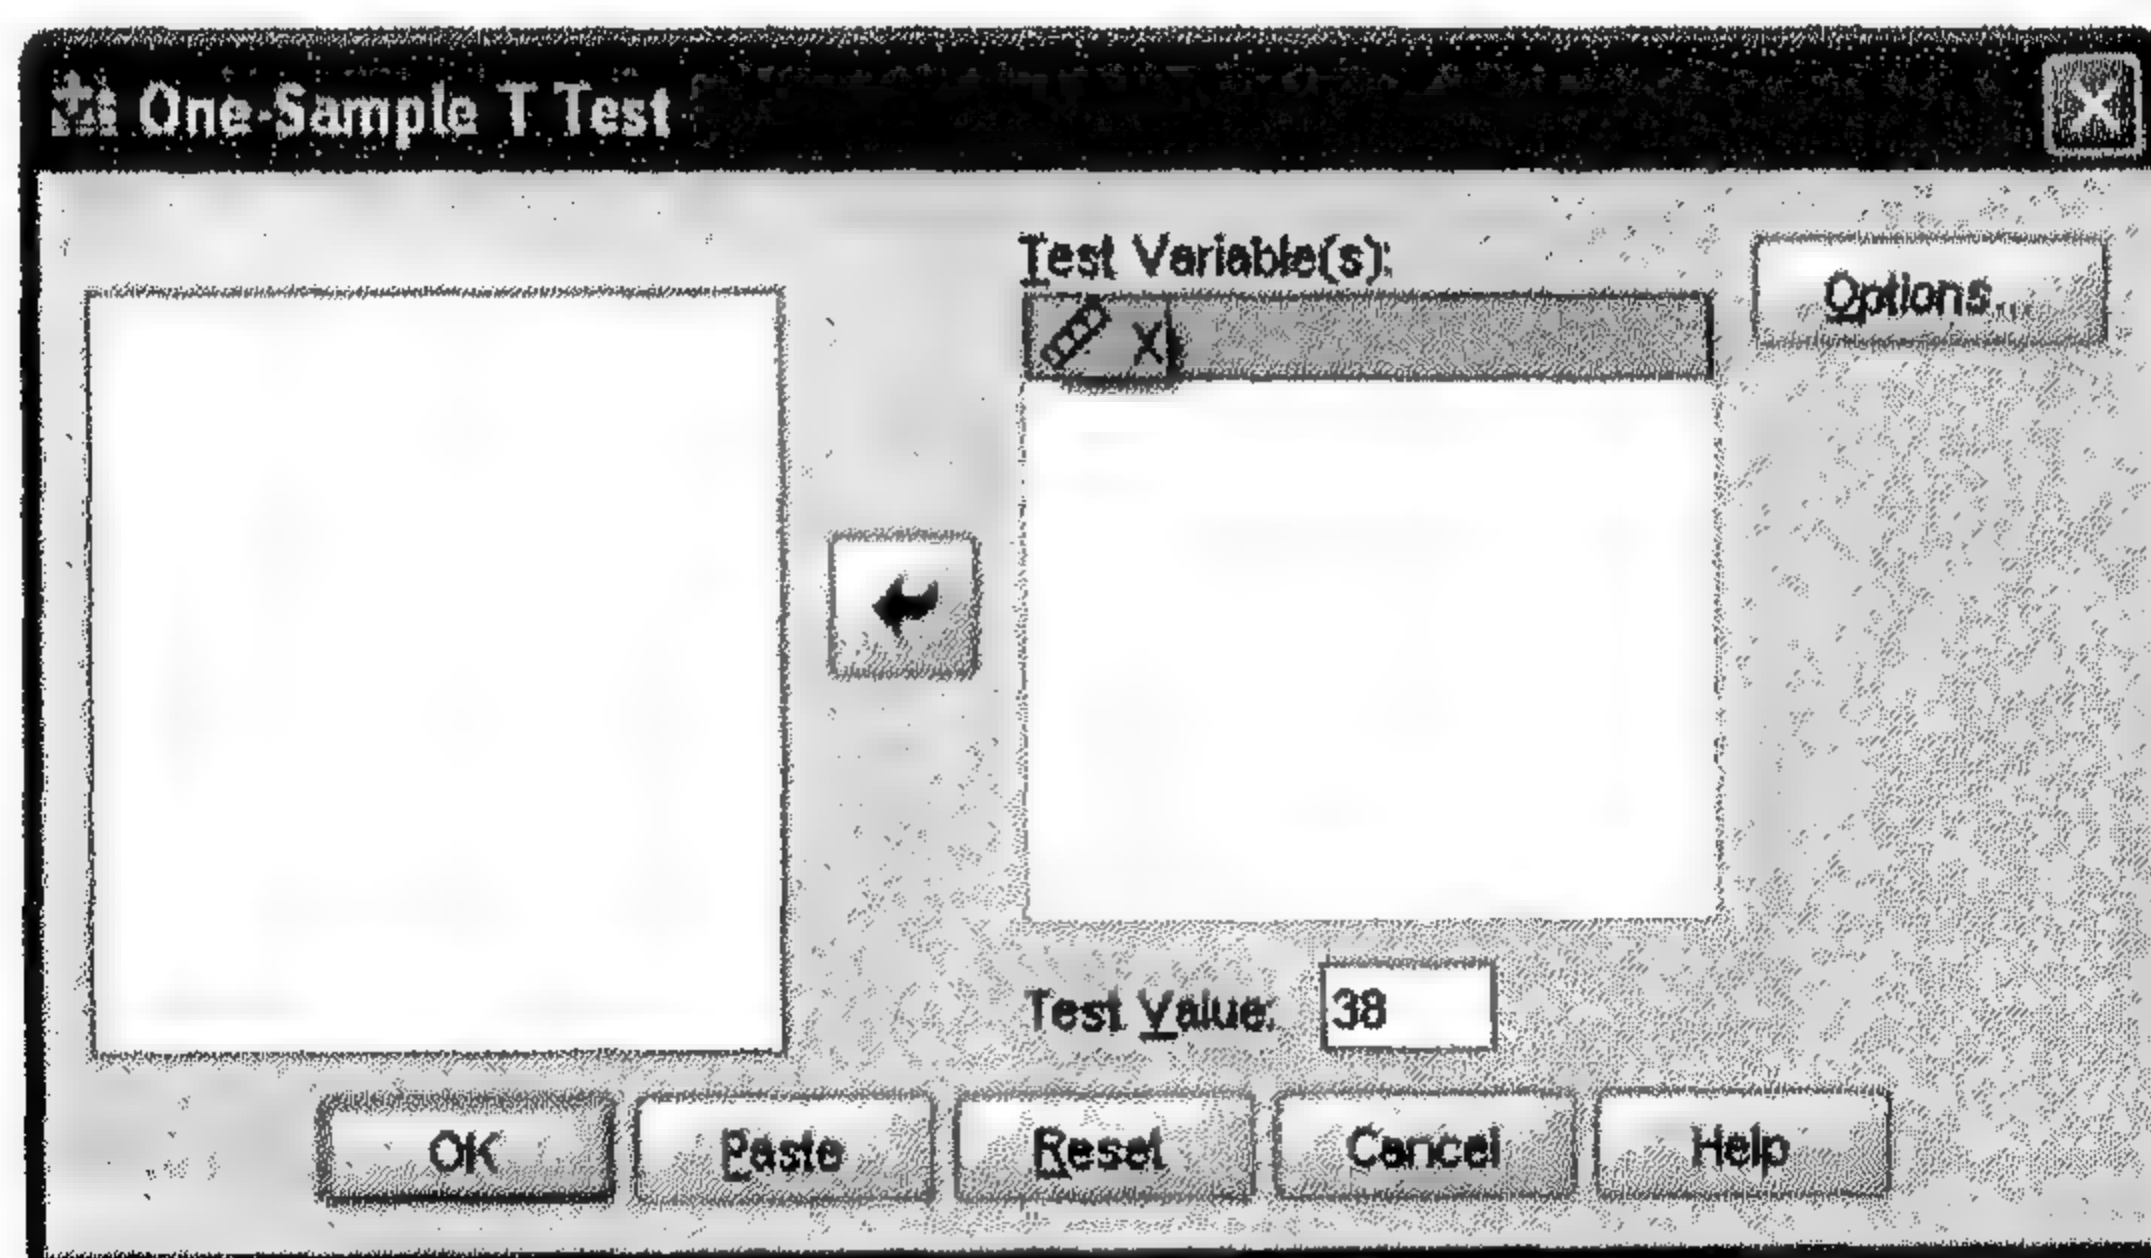 One-Sample T Test
Test Variable(s):
X
Options...
Test Value: 38
OK Paste Reset Cancel Help